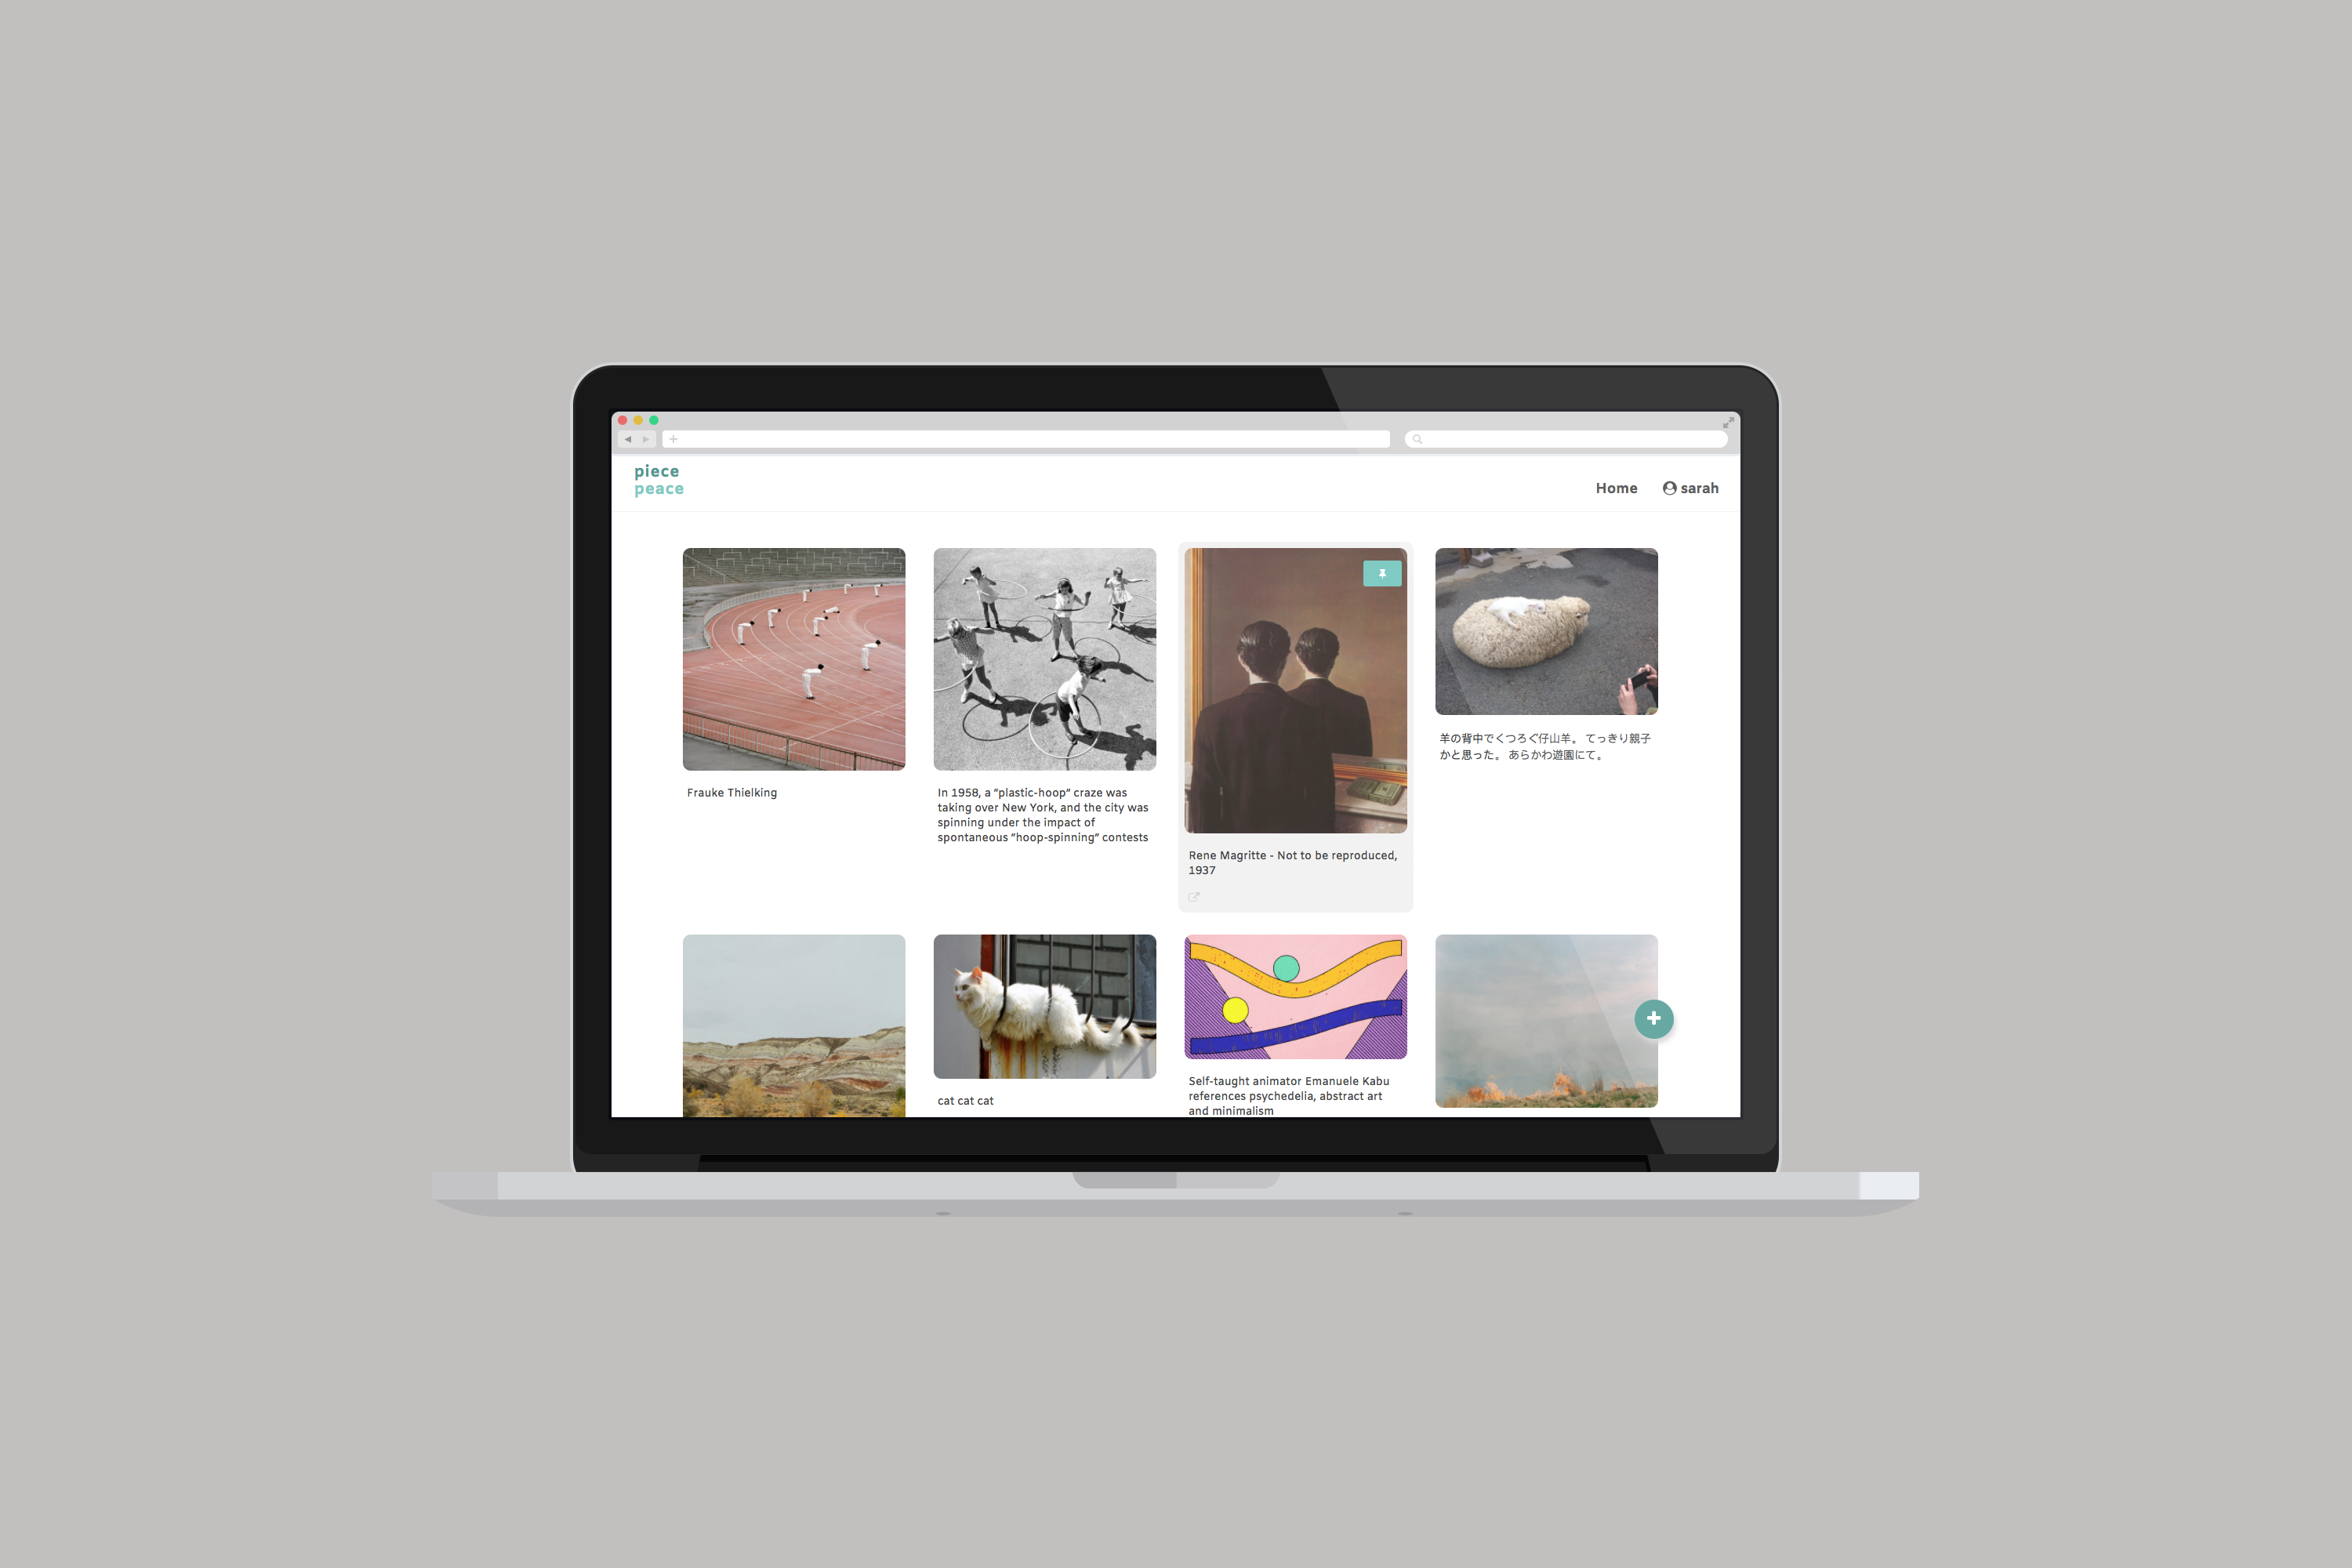 piece
peace
Home
sarah
Frauke Thielking
In 1958, a "plastic-hoop" craze was
taking over New York, and the city was
spinning under the impact of
spontaneous "hoop-spinning" contests
Rene Magritte - Not to be reproduced,
1937
羊の背中でくつろぐ仔山羊。 てっきり親子
かと思った。 あらかわ遊園にて。
cat cat cat
Self-taught animator Emanuele Kabu
references psychedelia, abstract art
and minimalism